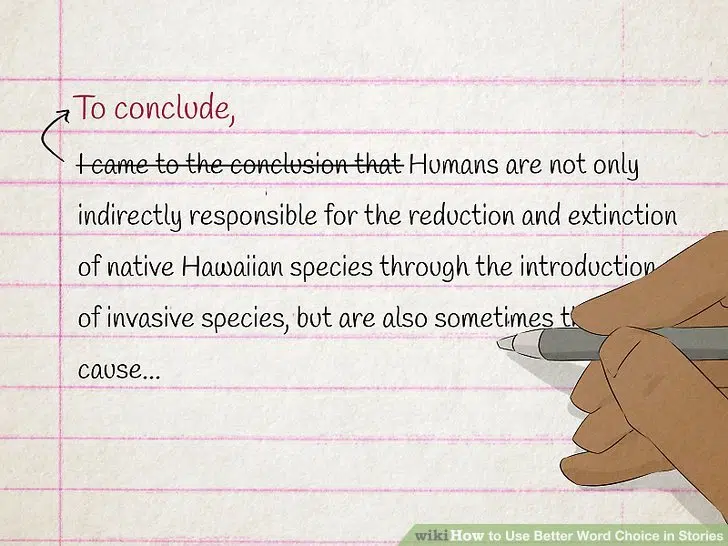 To conclude,
I came to the conclusion that Humans are not only
indirectly responsible for the reduction and extinction
of native Hawaiian species through the introduction
of invasive species, but are also sometimes
cause...
wikiHow to Use Better Word Choice in Stories